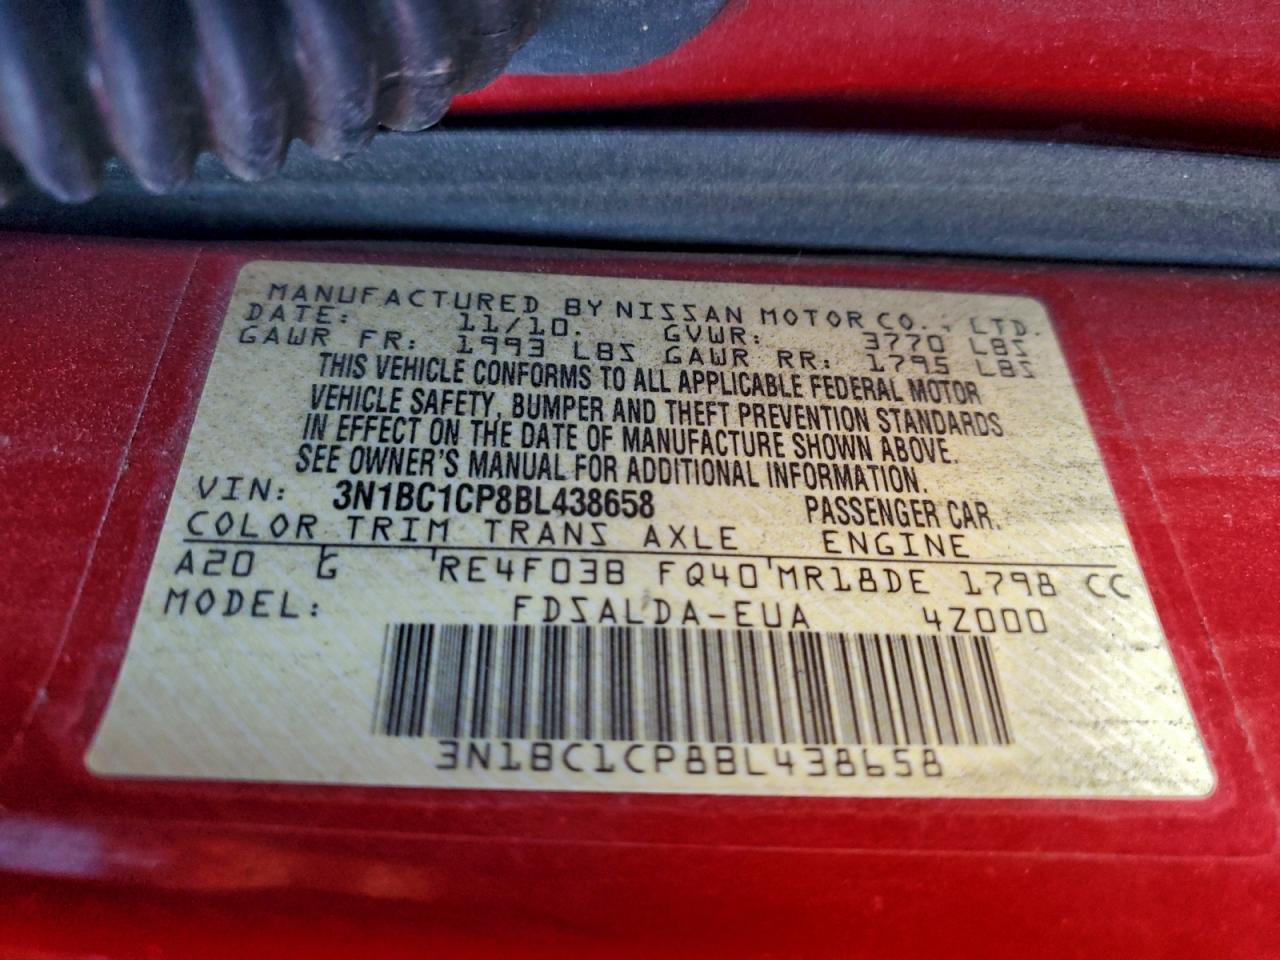 MANUFACTURED BY NISSAN MOTOR CO., LTD.
DATE: 11/10. GVWR: 3770 LBS
GAWR FR: 1993 LBS GAWR RR: 1795 LBS
THIS VEHICLE CONFORMS TO ALL APPLICABLE FEDERAL MOTOR
VEHICLE SAFETY, BUMPER AND THEFT PREVENTION STANDARDS
IN EFFECT ON THE DATE OF MANUFACTURE SHOWN ABOVE.
SEE OWNER'S MANUAL FOR ADDITIONAL INFORMATION.
VIN: 3N1BC1CP8BL438658 PASSENGER CAR.
COLOR TRIM TRANS AXLE ENGINE
A20 G RE4F03B FQ40 MR18DE 1798 CC
MODEL: FDSALDA-EUA 4Z000
3N1BC1CP8BL438658